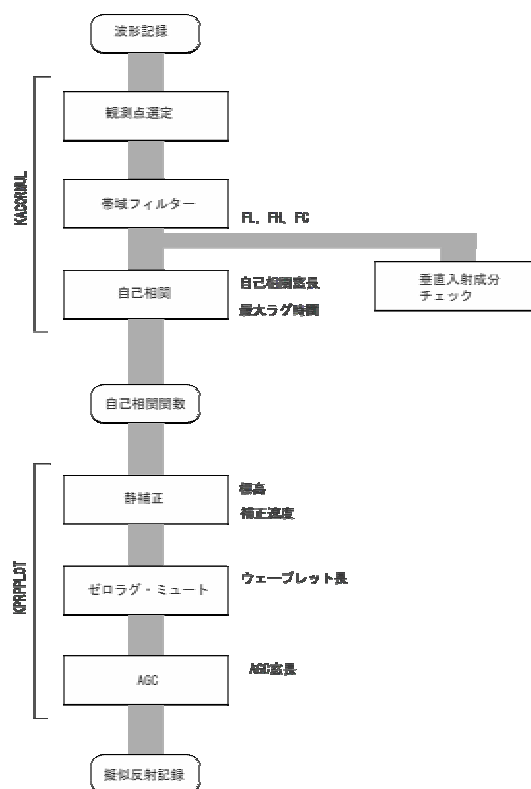 波形記録
観測点選定
帯域フィルター
FL, FH, FC
自己相関
自己相関窓長
最大ラグ時間
垂直入射成分
チェック
KACORMUL
自己相関関数
静補正
標高
補正速度
ゼロラグ・ミュート
ウェーブレット長
AGC
AGC窓長
KPRPPLOT
擬似反射記録